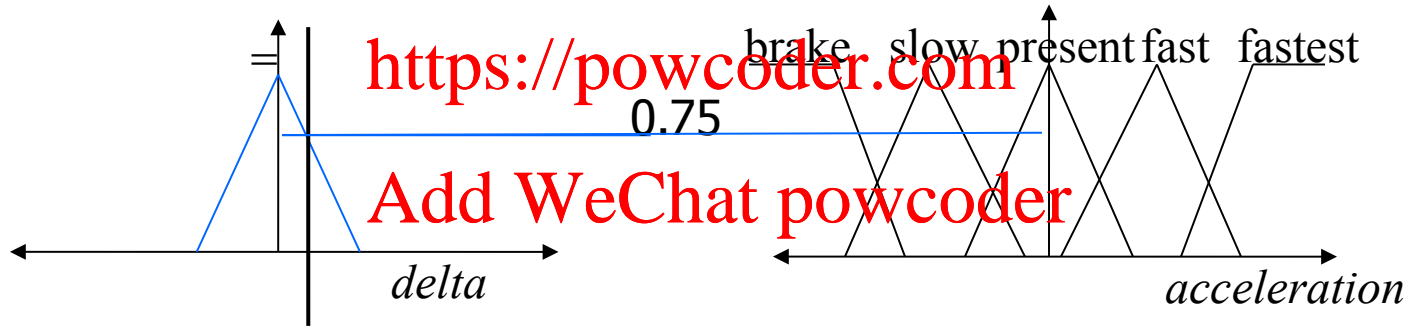 =
https://powcoder.com
brake slow present fast fastest
0.75
Add WeChat powcoder
delta
acceleration